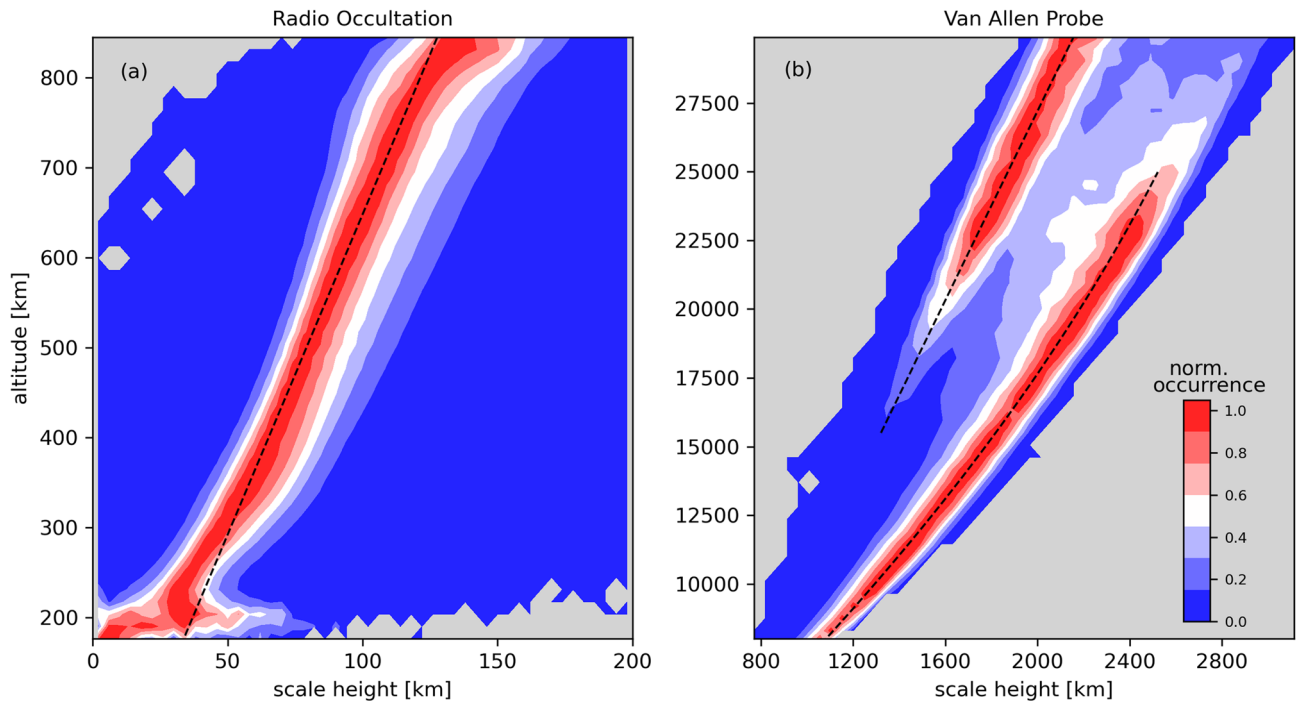 Radio Occultation
(a)
altitude [km]
800
700
600
500
400
300
200
0 50 100 150 200
scale height [km]
Van Allen Probe
(b)
27500
25000
22500
20000
17500
15000
12500
10000
800 1200 1600 2000 2400 2800
scale height [km]
norm.
occurrence
1.0
0.8
0.6
0.4
0.2
0.0